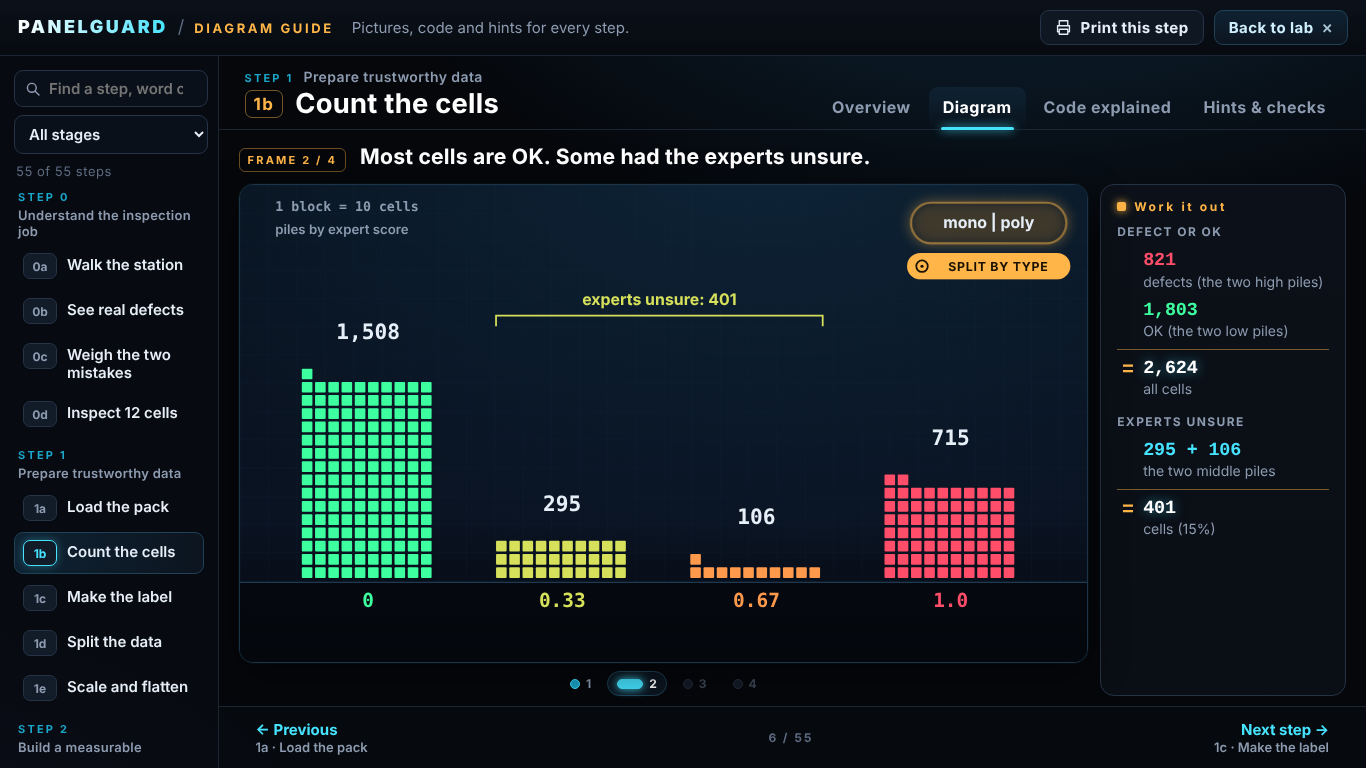 PANELGUARD / DIAGRAM GUIDE Pictures, code and hints for every step.
Print this step
Back to lab ×
Find a step, word c
All stages
55 of 55 steps
STEP 0
Understand the inspection
job
0a Walk the station
0b See real defects
0c Weigh the two
mistakes
0d Inspect 12 cells
STEP 1
Prepare trustworthy data
1a Load the pack
1b Count the cells
1c Make the label
1d Split the data
1e Scale and flatten
STEP 2
Build a measurable
STEP 1 Prepare trustworthy data
1b Count the cells
Overview
Diagram
Code explained
Hints & checks
FRAME 2 / 4 Most cells are OK. Some had the experts unsure.
1 block = 10 cells
piles by expert score
mono | poly
SPLIT BY TYPE
experts unsure: 401
1,508
295
106
715
0
0.33
0.67
1.0
1
2
3
4
Work it out
DEFECT OR OK
821
defects (the two high piles)
1,803
OK (the two low piles)
= 2,624
all cells
EXPERTS UNSURE
295 + 106
the two middle piles
= 401
cells (15%)
← Previous
1a · Load the pack
6 / 55
Next step →
1c · Make the label